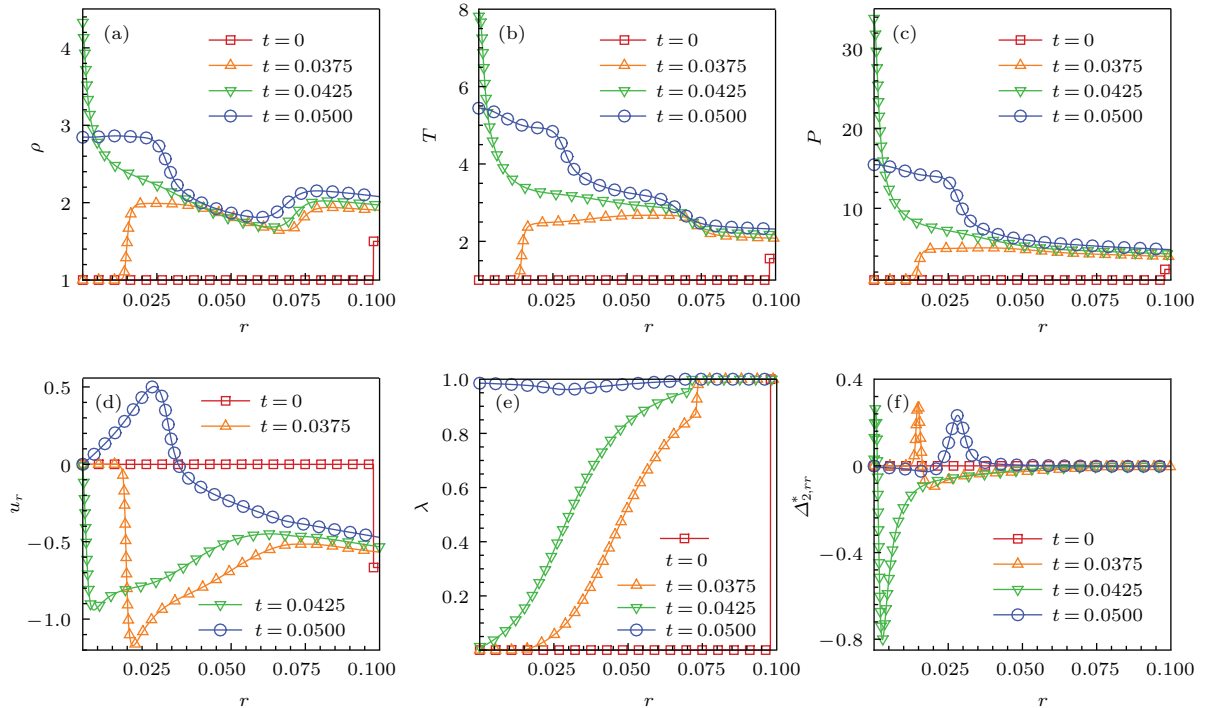 (a)
t = 0
t = 0.0375
t = 0.0425
t = 0.0500
4
3
2
1
ρ
0.025 0.050 0.075 0.100
r
(b)
t = 0
t = 0.0375
t = 0.0425
t = 0.0500
8
6
4
2
T
0.025 0.050 0.075 0.100
r
(c)
t = 0
t = 0.0375
t = 0.0425
t = 0.0500
30
20
10
P
0.025 0.050 0.075 0.100
r
(d)
t = 0
t = 0.0375
t = 0.0425
t = 0.0500
0.5
0
−0.5
−1.0
u_r
0.025 0.050 0.075 0.100
r
(e)
t = 0
t = 0.0375
t = 0.0425
t = 0.0500
1.0
0.8
0.6
0.4
0.2
λ
0.025 0.050 0.075 0.100
r
(f)
t = 0
t = 0.0375
t = 0.0425
t = 0.0500
0.4
0
−0.4
−0.8
Δ*_{2,rr}
0.025 0.050 0.075 0.100
r